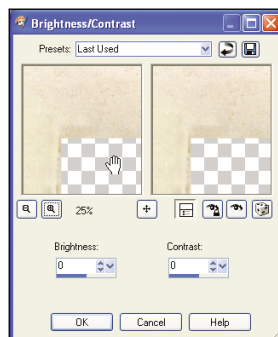 Brightness/Contrast
Presets: Last Used
25%
Brightness: Contrast:
0 0
OK Cancel Help